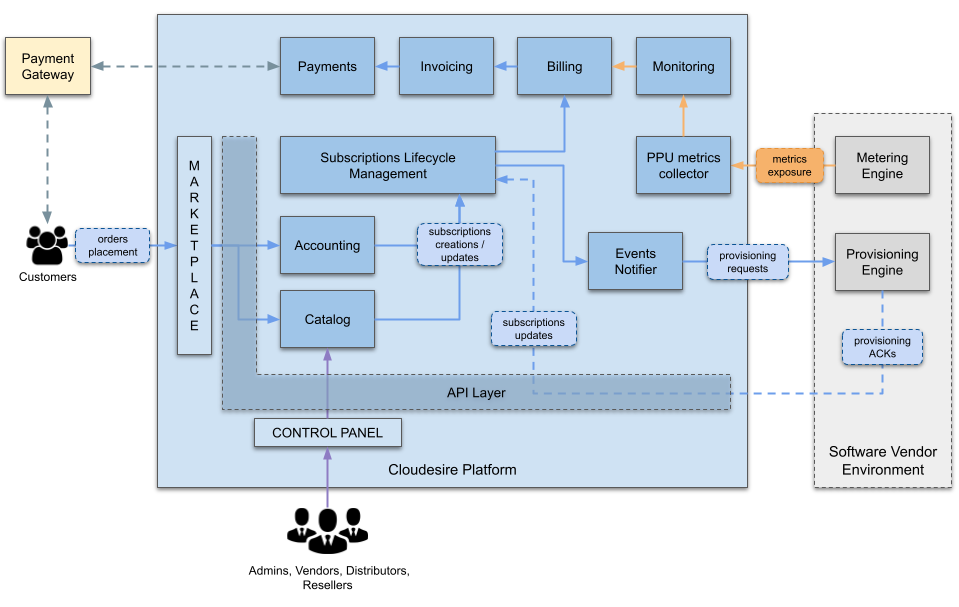 Payment
Gateway
Payments
Invoicing
Billing
Monitoring
MARKETPLACE
Subscriptions Lifecycle
Management
PPU metrics
collector
metrics
exposure
Metering
Engine
Customers
orders
placement
Accounting
subscriptions
creations /
updates
Events
Notifier
provisioning
requests
Provisioning
Engine
Catalog
subscriptions
updates
provisioning
ACKs
API Layer
CONTROL PANEL
Cloudesire Platform
Software Vendor
Environment
Admins, Vendors, Distributors,
Resellers